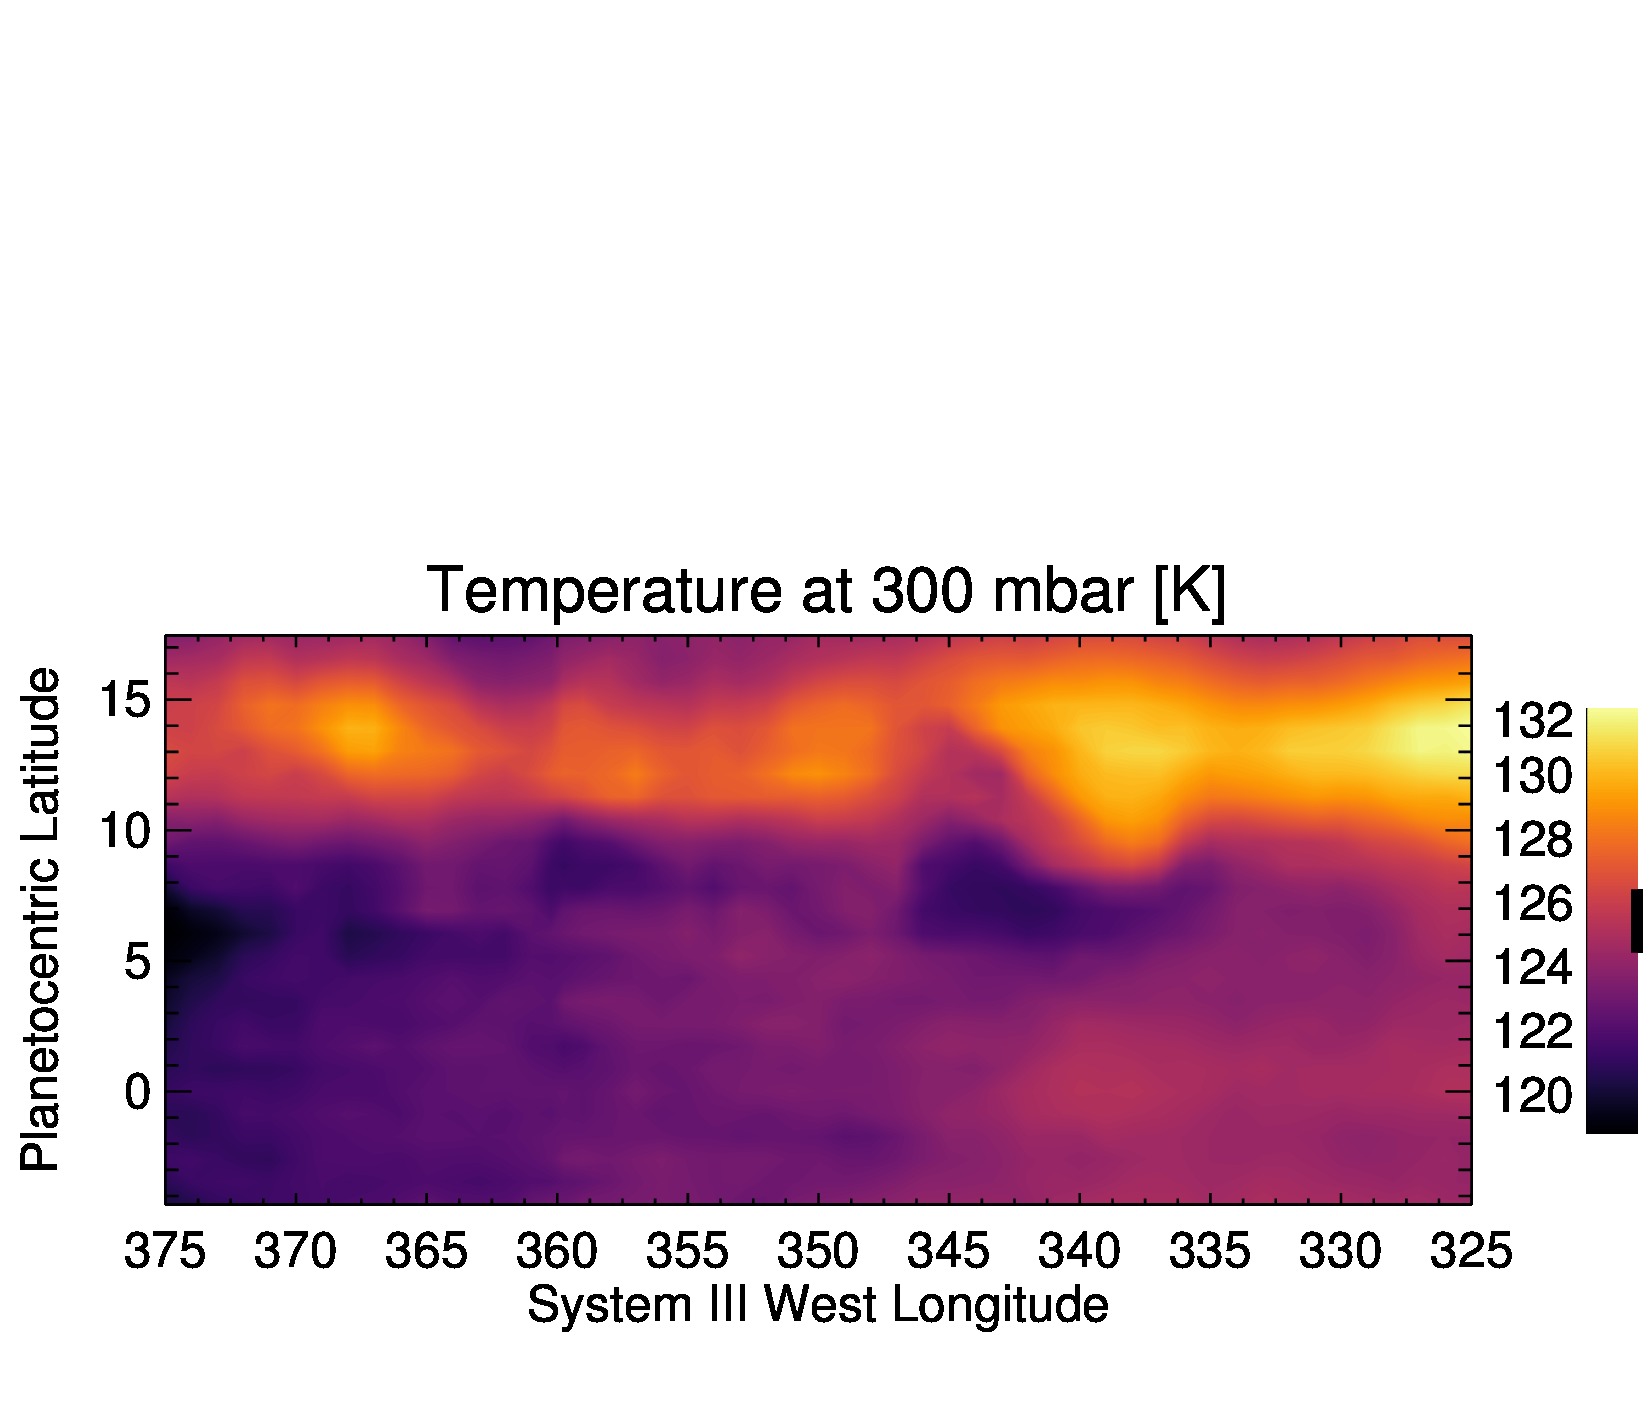 Temperature at 300 mbar [K]
Planetocentric Latitude
15
10
5
0
375 370 365 360 355 350 345 340 335 330 325
System III West Longitude
132
130
128
126
124
122
120